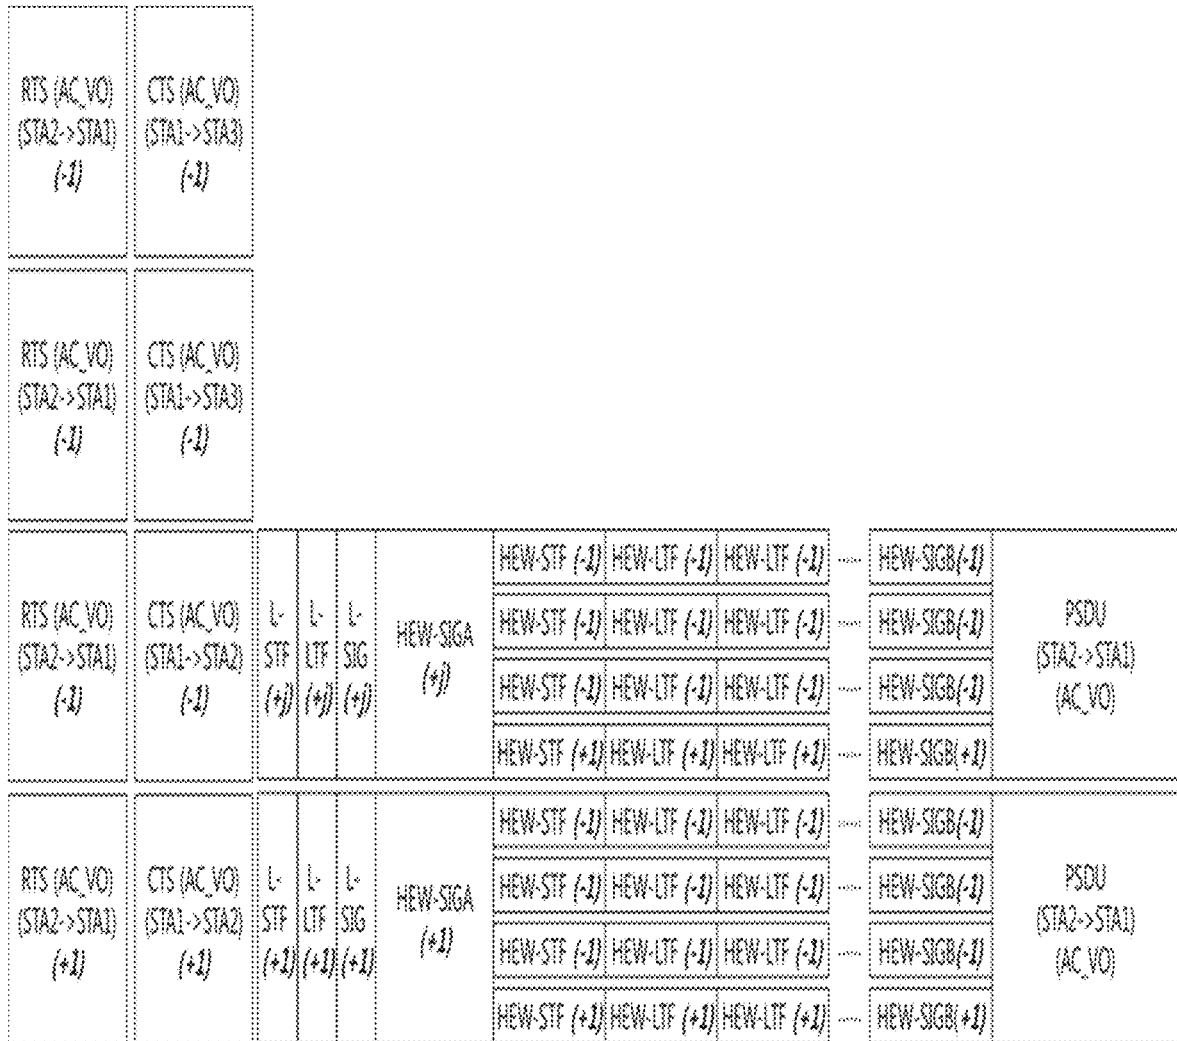 RTS (AC_VO)
(STA2->STA1)
(-1)
CTS (AC_VO)
(STA1->STA3)
(-1)
RTS (AC_VO)
(STA2->STA1)
(-1)
CTS (AC_VO)
(STA1->STA3)
(-1)
RTS (AC_VO)
(STA2->STA1)
(-1)
CTS (AC_VO)
(STA1->STA2)
(-1)
L-
STF
(+j)
L-
LTF
(+j)
L-
SIG
(+j)
HEW-SIGA
(+j)
HEW-STF (-1) HEW-LTF (-1) HEW-LTF (-1) ---- HEW-SIGB(-1)
HEW-STF (-1) HEW-LTF (-1) HEW-LTF (-1) ---- HEW-SIGB(-1)
HEW-STF (-1) HEW-LTF (-1) HEW-LTF (-1) ---- HEW-SIGB(-1)
HEW-STF (+1) HEW-LTF (+1) HEW-LTF (+1) ---- HEW-SIGB(+1)
PSDU
(STA2->STA1)
(AC_VO)
RTS (AC_VO)
(STA2->STA1)
(+1)
CTS (AC_VO)
(STA1->STA2)
(+1)
L-
STF
(+1)
L-
LTF
(+1)
L-
SIG
(+1)
HEW-SIGA
(+1)
HEW-STF (-1) HEW-LTF (-1) HEW-LTF (-1) ---- HEW-SIGB(-1)
HEW-STF (-1) HEW-LTF (-1) HEW-LTF (-1) ---- HEW-SIGB(-1)
HEW-STF (-1) HEW-LTF (-1) HEW-LTF (-1) ---- HEW-SIGB(-1)
HEW-STF (+1) HEW-LTF (+1) HEW-LTF (+1) ---- HEW-SIGB(+1)
PSDU
(STA2->STA1)
(AC_VO)